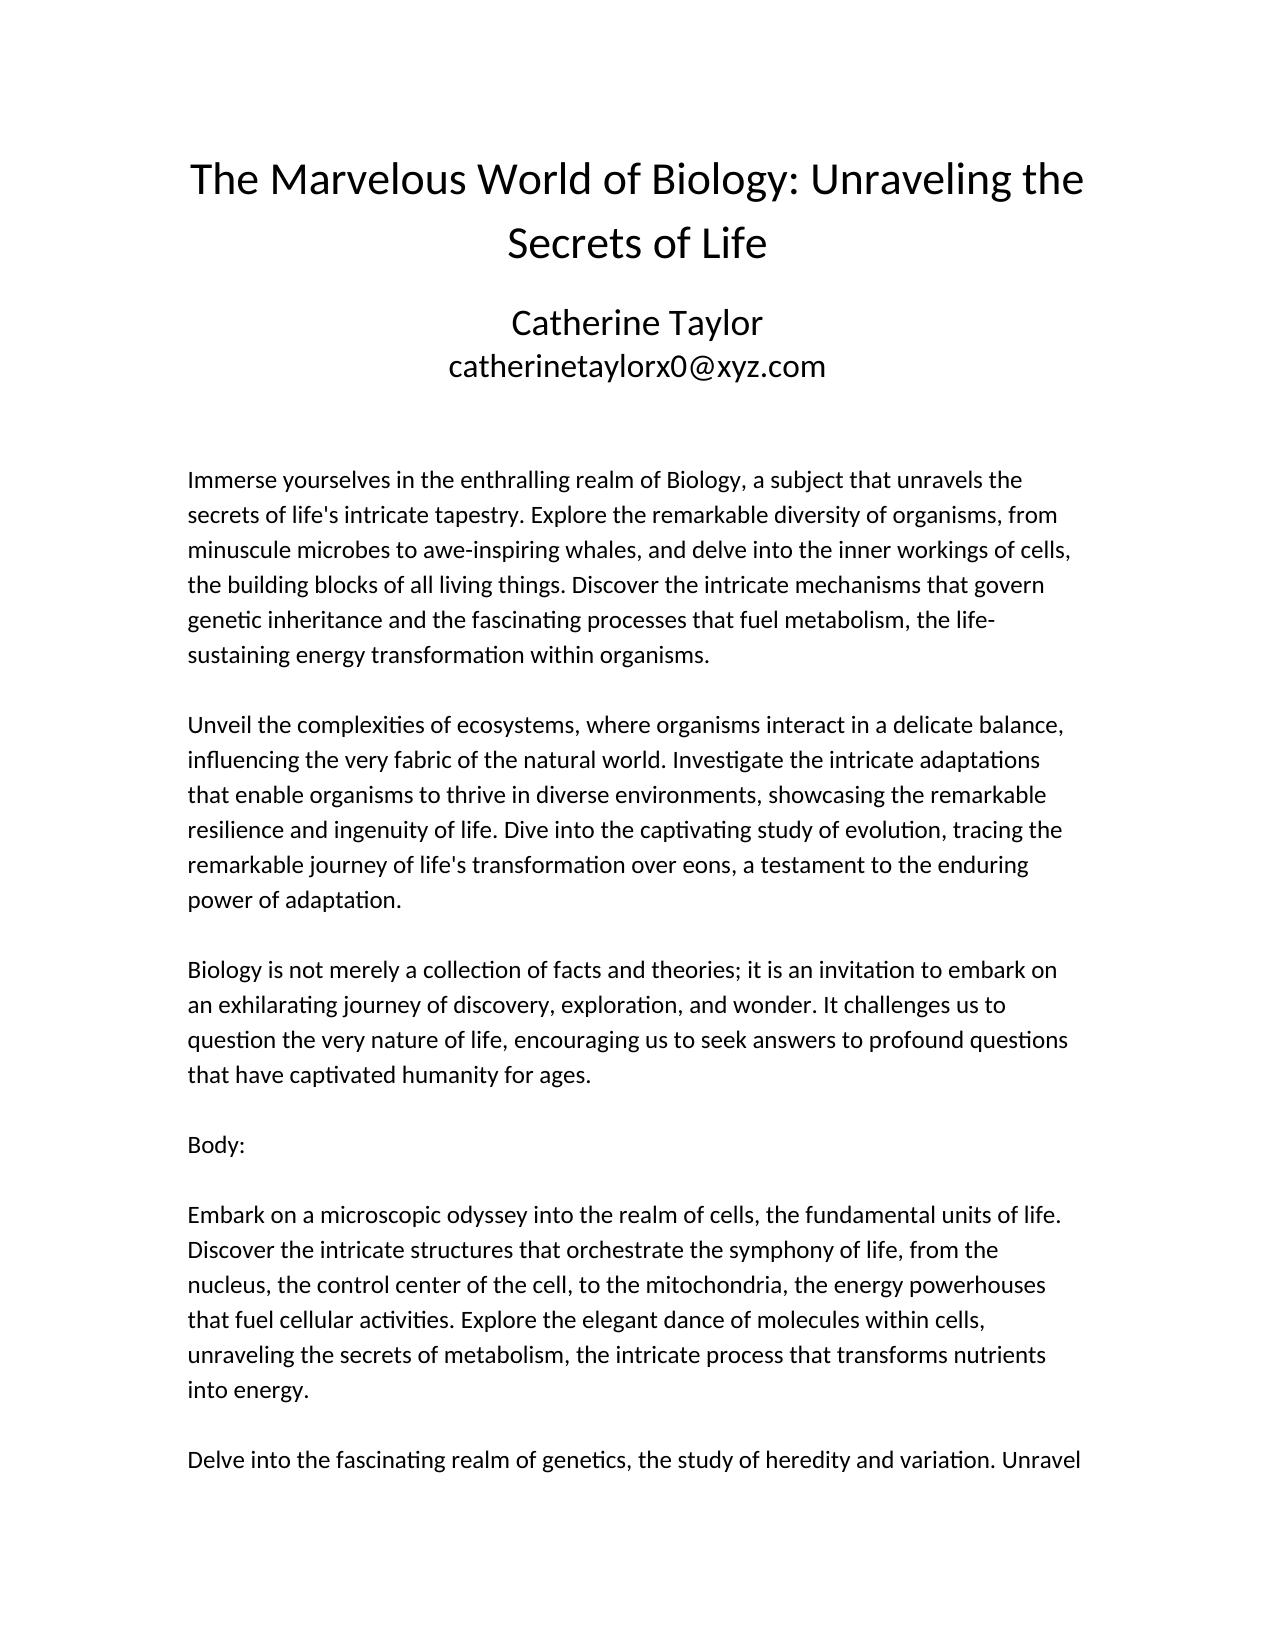 The Marvelous World of Biology: Unraveling the
Secrets of Life
Catherine Taylor
catherinetaylorx0@xyz.com
Immerse yourselves in the enthralling realm of Biology, a subject that unravels the
secrets of life's intricate tapestry. Explore the remarkable diversity of organisms, from
minuscule microbes to awe-inspiring whales, and delve into the inner workings of cells,
the building blocks of all living things. Discover the intricate mechanisms that govern
genetic inheritance and the fascinating processes that fuel metabolism, the life-
sustaining energy transformation within organisms.
Unveil the complexities of ecosystems, where organisms interact in a delicate balance,
influencing the very fabric of the natural world. Investigate the intricate adaptations
that enable organisms to thrive in diverse environments, showcasing the remarkable
resilience and ingenuity of life. Dive into the captivating study of evolution, tracing the
remarkable journey of life's transformation over eons, a testament to the enduring
power of adaptation.
Biology is not merely a collection of facts and theories; it is an invitation to embark on
an exhilarating journey of discovery, exploration, and wonder. It challenges us to
question the very nature of life, encouraging us to seek answers to profound questions
that have captivated humanity for ages.
Body:
Embark on a microscopic odyssey into the realm of cells, the fundamental units of life.
Discover the intricate structures that orchestrate the symphony of life, from the
nucleus, the control center of the cell, to the mitochondria, the energy powerhouses
that fuel cellular activities. Explore the elegant dance of molecules within cells,
unraveling the secrets of metabolism, the intricate process that transforms nutrients
into energy.
Delve into the fascinating realm of genetics, the study of heredity and variation. Unravel